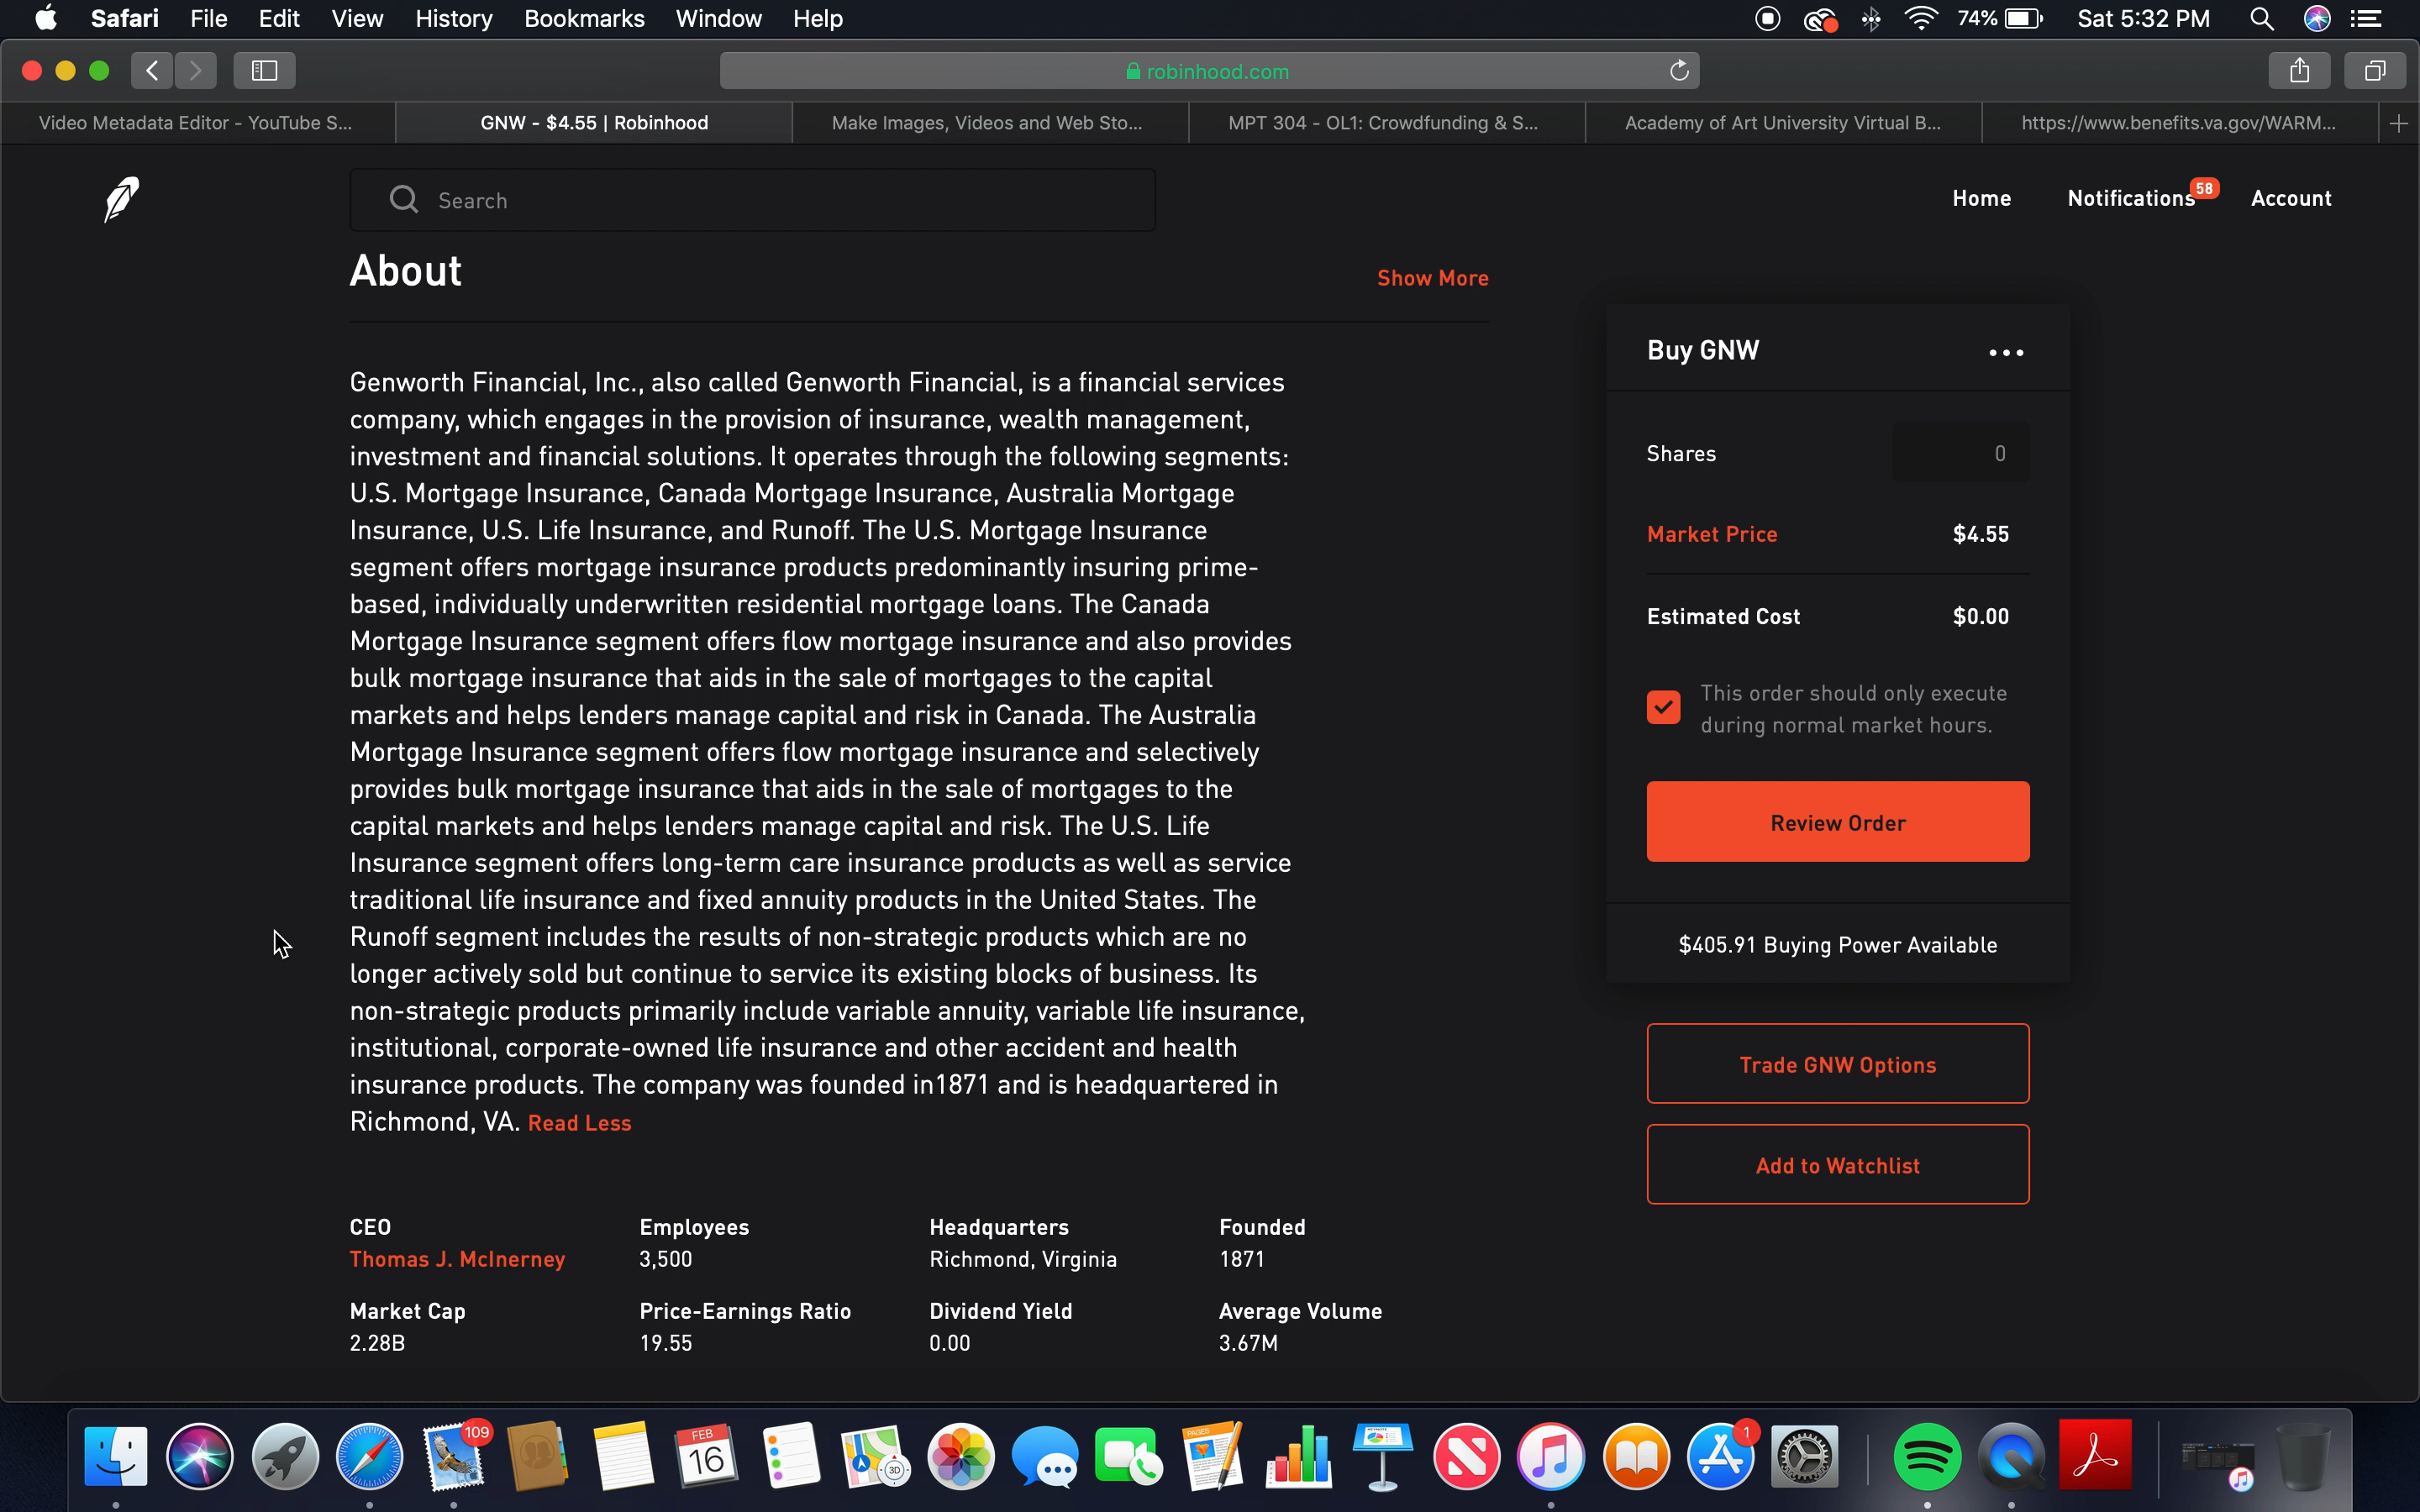 Safari File Edit View History Bookmarks Window Help 74% Sat 5:32 PM
robinhood.com
Video Metadata Editor - YouTube S... GNW - $4.55 | Robinhood Make Images, Videos and Web Sto... MPT 304 - OL1: Crowdfunding & S... Academy of Art University Virtual B... https://www.benefits.va.gov/WARM...
Search Home Notifications 58 Account
About Show More
Genworth Financial, Inc., also called Genworth Financial, is a financial services
company, which engages in the provision of insurance, wealth management,
investment and financial solutions. It operates through the following segments:
U.S. Mortgage Insurance, Canada Mortgage Insurance, Australia Mortgage
Insurance, U.S. Life Insurance, and Runoff. The U.S. Mortgage Insurance
segment offers mortgage insurance products predominantly insuring prime-
based, individually underwritten residential mortgage loans. The Canada
Mortgage Insurance segment offers flow mortgage insurance and also provides
bulk mortgage insurance that aids in the sale of mortgages to the capital
markets and helps lenders manage capital and risk in Canada. The Australia
Mortgage Insurance segment offers flow mortgage insurance and selectively
provides bulk mortgage insurance that aids in the sale of mortgages to the
capital markets and helps lenders manage capital and risk. The U.S. Life
Insurance segment offers long-term care insurance products as well as service
traditional life insurance and fixed annuity products in the United States. The
Runoff segment includes the results of non-strategic products which are no
longer actively sold but continue to service its existing blocks of business. Its
non-strategic products primarily include variable annuity, variable life insurance,
institutional, corporate-owned life insurance and other accident and health
insurance products. The company was founded in1871 and is headquartered in
Richmond, VA. Read Less
CEO Employees Headquarters Founded
Thomas J. McInerney 3,500 Richmond, Virginia 1871
Market Cap Price-Earnings Ratio Dividend Yield Average Volume
2.28B 19.55 0.00 3.67M
Buy GNW
Shares 0
Market Price $4.55
Estimated Cost $0.00
This order should only execute
during normal market hours.
Review Order
$405.91 Buying Power Available
Trade GNW Options
Add to Watchlist
109 FEB 16 3D PAGES 1